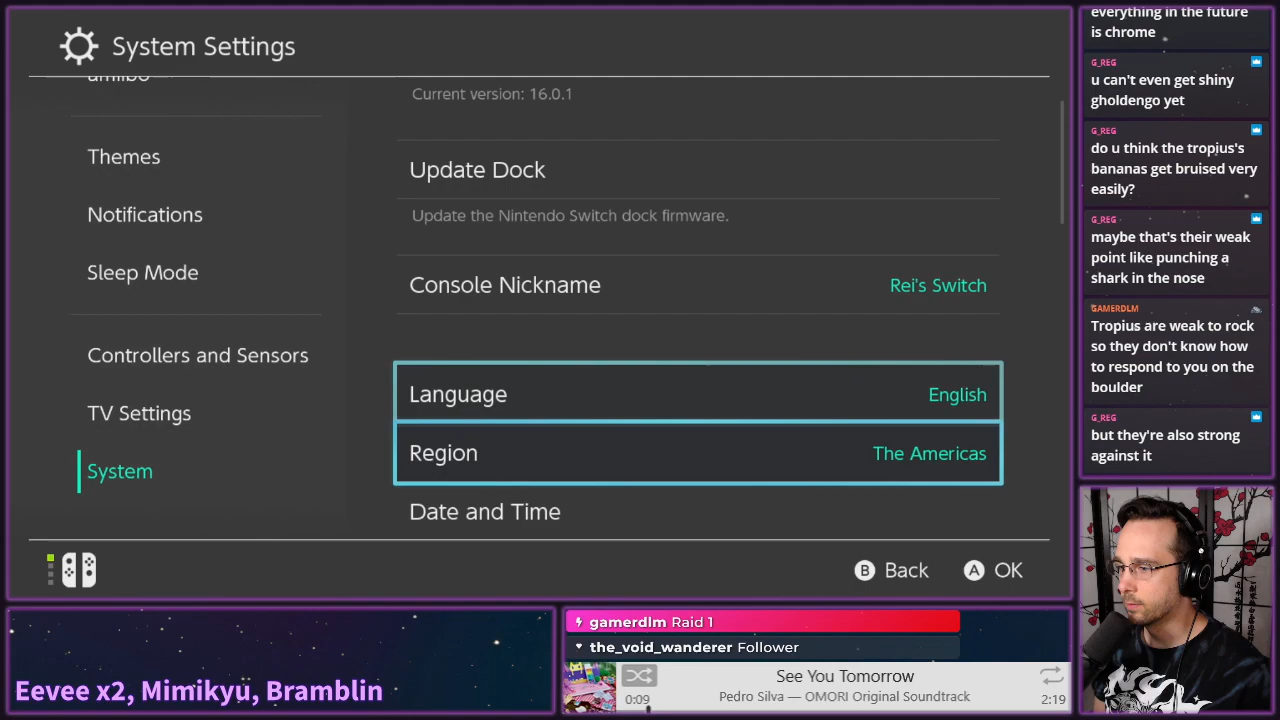 System Settings
amiibo
Themes
Notifications
Sleep Mode
Controllers and Sensors
TV Settings
System
Current version: 16.0.1
Update Dock
Update the Nintendo Switch dock firmware.
Console Nickname
Rei's Switch
Language
English
Region
The Americas
Date and Time
B Back
A OK
everything in the future
is chrome
G_REG
u can't even get shiny
gholdengo yet
G_REG
do u think the tropius's
bananas get bruised very
easily?
G_REG
maybe that's their weak
point like punching a
shark in the nose
GAMERDLM
Tropius are weak to rock
so they don't know how
to respond to you on the
boulder
G_REG
but they're also strong
against it
Eevee x2, Mimikyu, Bramblin
gamerdlm Raid 1
the_void_wanderer Follower
See You Tomorrow
0:09
Pedro Silva — OMORI Original Soundtrack
2:19